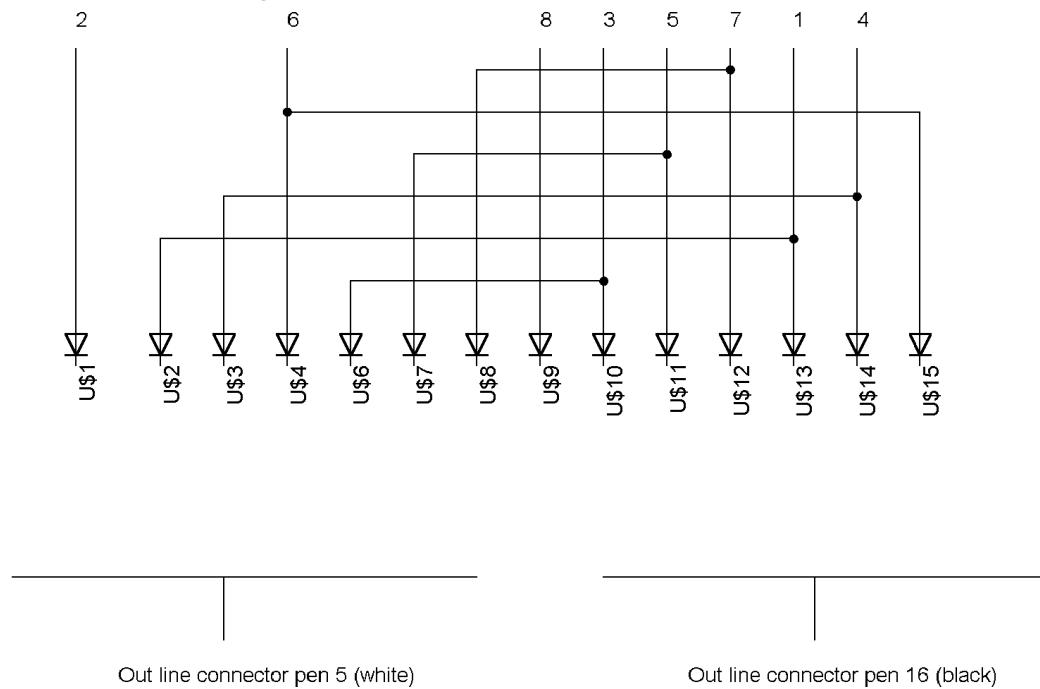 2 6 8 3 5 7 1 4
U$1 U$2 U$3 U$4 U$6 U$7 U$8 U$9 U$10 U$11 U$12 U$13 U$14 U$15
Out line connector pen 5 (white) Out line connector pen 16 (black)